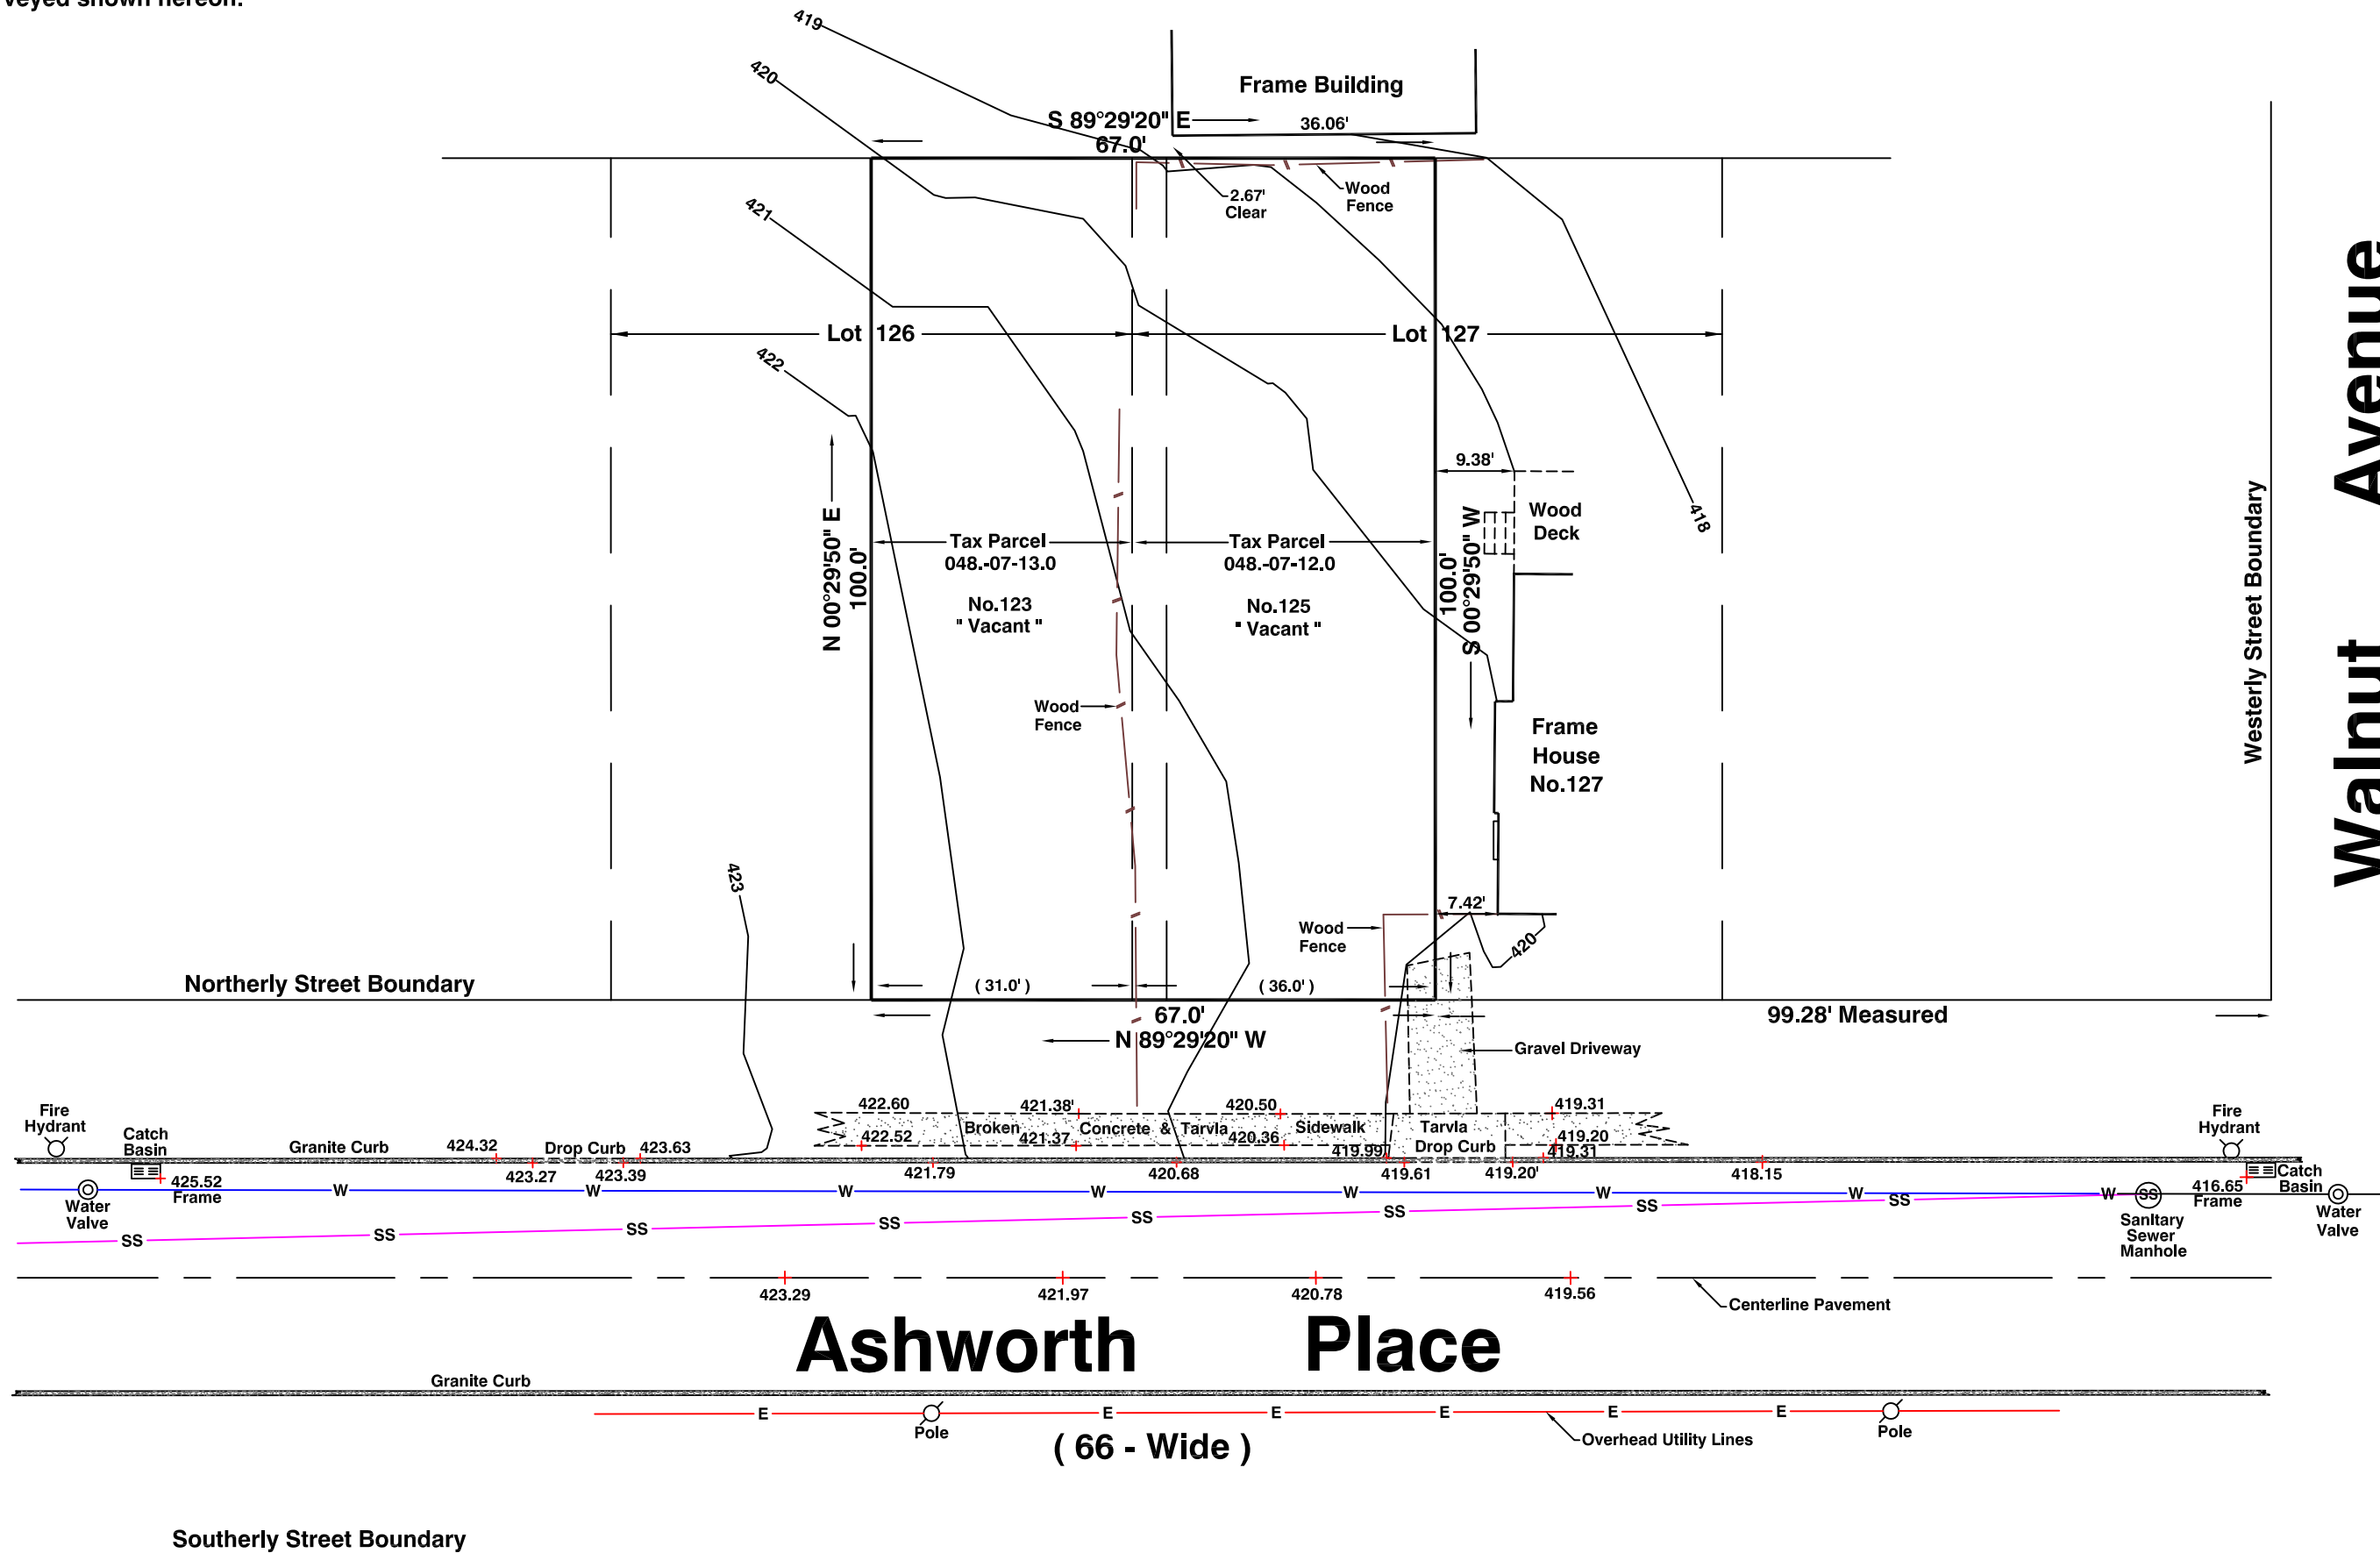 veyed shown hereon.
419
420
421
422
423
Frame Building
S 89°29'20" E
67.0'
36.06'
2.67'
Clear
Wood
Fence
Lot 126
Lot 127
418
9.38'
Wood
Deck
N 00°29'50" E
100.0'
Tax Parcel
048.-07-13.0
No.123
" Vacant "
Tax Parcel
048.-07-12.0
No.125
" Vacant "
100.0'
S 00°29'50" W
Wood
Fence
Frame
House
No.127
Westerly Street Boundary
Walnut Avenue
7.42'
Wood
Fence
420
Northerly Street Boundary
( 31.0' )
( 36.0' )
67.0'
N 89°29'20" W
99.28' Measured
Gravel Driveway
Fire
Hydrant
Catch
Basin
425.52
Frame
Water
Valve
Granite Curb
424.32
Drop Curb
423.63
423.27
423.39
422.60
421.38'
420.50
419.31
Broken Concrete & Tarvia Sidewalk
Tarvia
Drop Curb
422.52
421.37
420.36
419.99
419.20
419.31
421.79
420.68
419.61
419.20'
418.15
Fire
Hydrant
Catch
Basin
416.65
Frame
Water
Valve
W W W W W W W W
SS SS SS SS SS SS SS SS
SS
Sanitary
Sewer
Manhole
423.29
421.97
420.78
419.56
Centerline Pavement
Ashworth Place
Granite Curb
E E E E E E
Pole
Pole
Overhead Utility Lines
( 66 - Wide )
Southerly Street Boundary